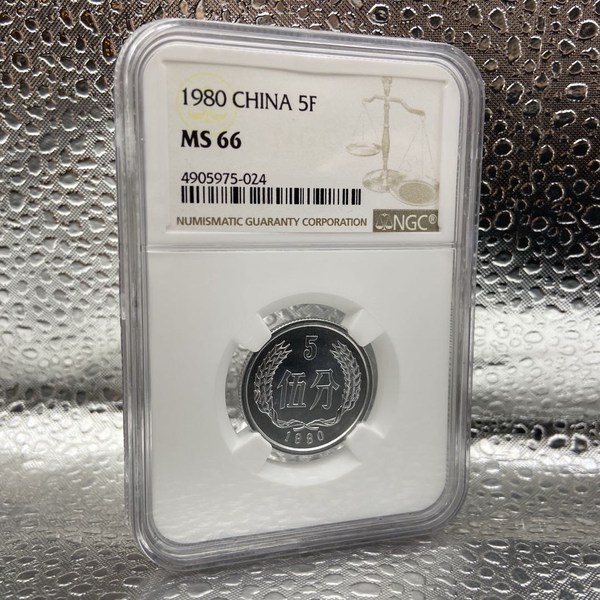 1980 CHINA 5F
MS 66
4905975-024
NUMISMATIC GUARANTY CORPORATION
NGC®
5
伍分
1980